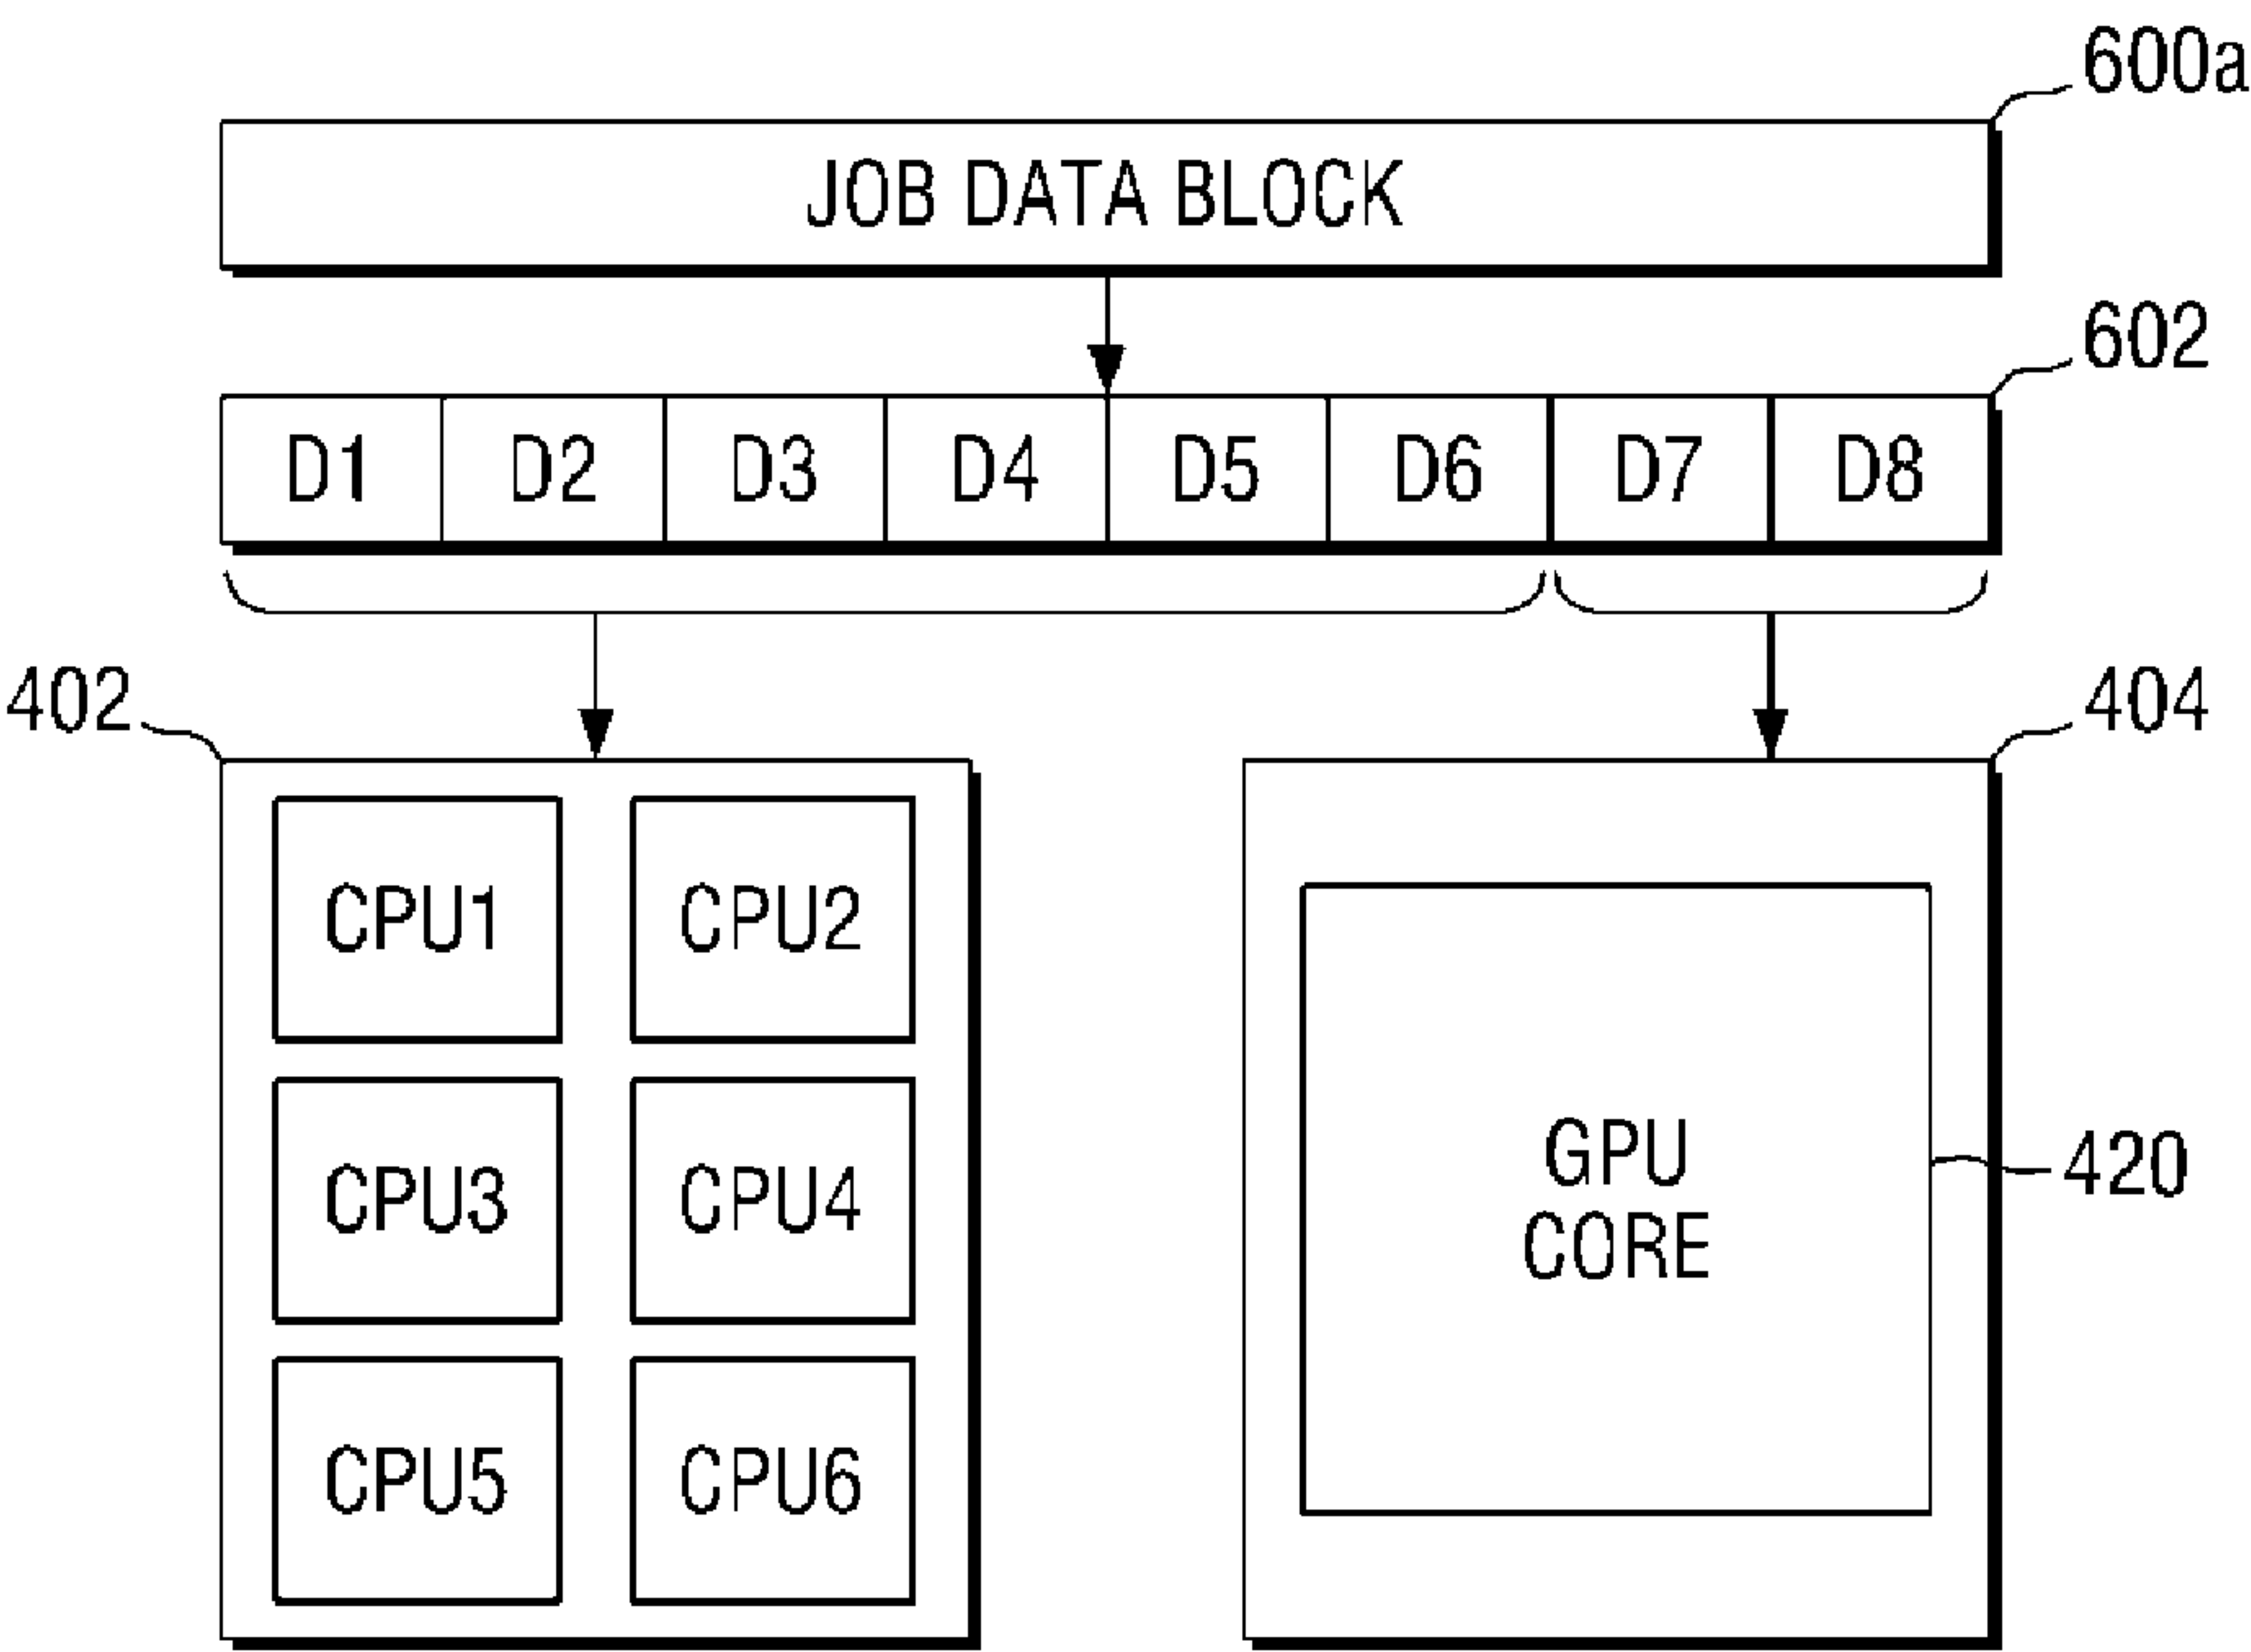 600a
JOB DATA BLOCK
602
D1 D2 D3 D4 D5 D6 D7 D8
402
404
CPU1 CPU2
CPU3 CPU4
CPU5 CPU6
GPU
CORE
420